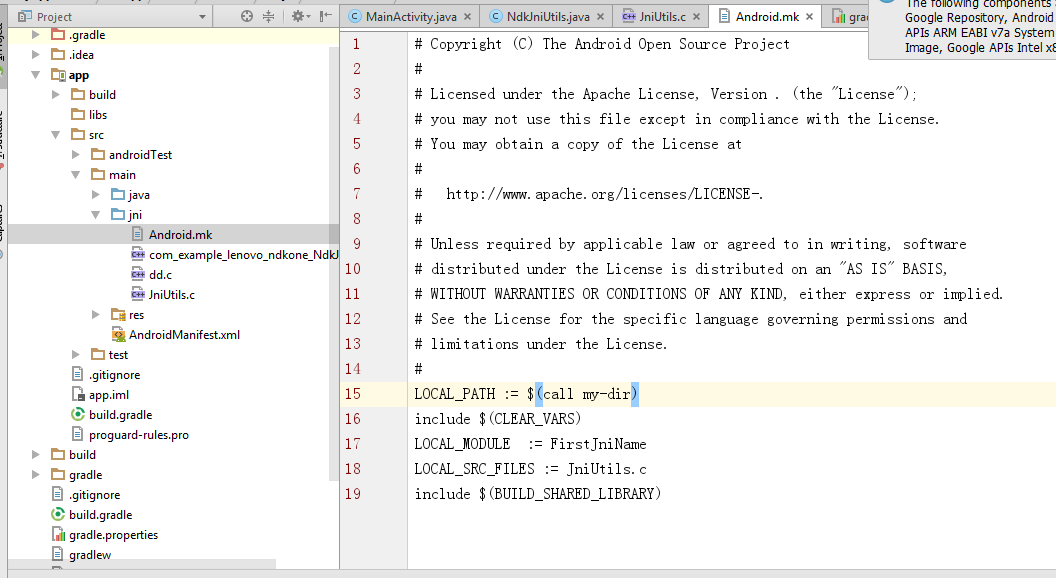 Project
MainActivity.java
NdkJniUtils.java
JniUtils.c
Android.mk
The following components
Google Repository, Android
APIs ARM EABI v7a System
Image, Google APIs Intel x8
.gradle
.idea
app
build
libs
src
androidTest
main
java
jni
Android.mk
com_example_lenovo_ndkone_NdkJ
dd.c
JniUtils.c
res
AndroidManifest.xml
test
.gitignore
app.iml
build.gradle
proguard-rules.pro
build
gradle
.gitignore
build.gradle
gradle.properties
gradlew
1 # Copyright (C) The Android Open Source Project
2 #
3 # Licensed under the Apache License, Version . (the "License");
4 # you may not use this file except in compliance with the License.
5 # You may obtain a copy of the License at
6 #
7 #   http://www.apache.org/licenses/LICENSE-.
8 #
9 # Unless required by applicable law or agreed to in writing, software
10 # distributed under the License is distributed on an "AS IS" BASIS,
11 # WITHOUT WARRANTIES OR CONDITIONS OF ANY KIND, either express or implied.
12 # See the License for the specific language governing permissions and
13 # limitations under the License.
14 #
15 LOCAL_PATH := $(call my-dir)
16 include $(CLEAR_VARS)
17 LOCAL_MODULE  := FirstJniName
18 LOCAL_SRC_FILES := JniUtils.c
19 include $(BUILD_SHARED_LIBRARY)